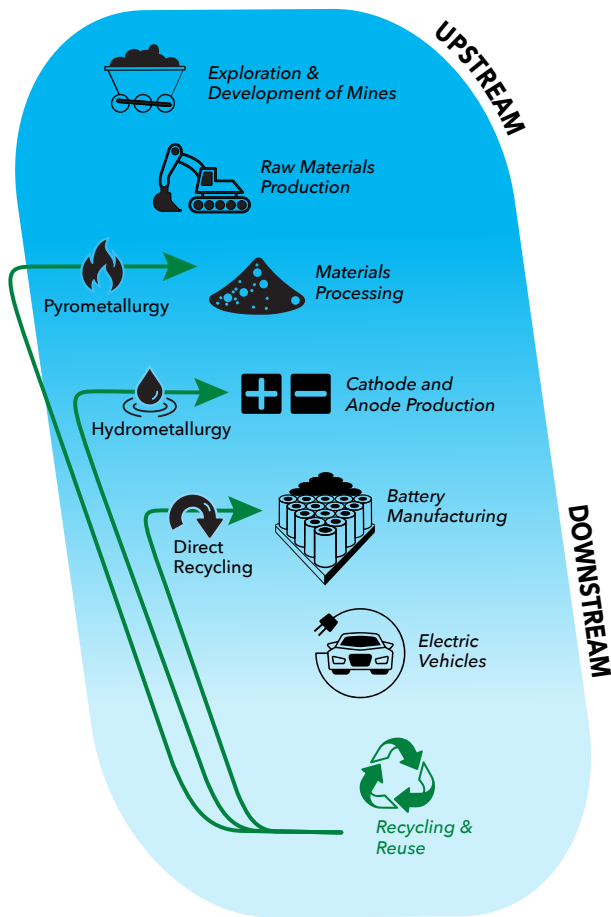 UPSTREAM
Exploration &
Development of Mines
Raw Materials
Production
Pyrometallurgy
Materials
Processing
Hydrometallurgy
Cathode and
Anode Production
Direct
Recycling
Battery
Manufacturing
DOWNSTREAM
Electric
Vehicles
Recycling &
Reuse